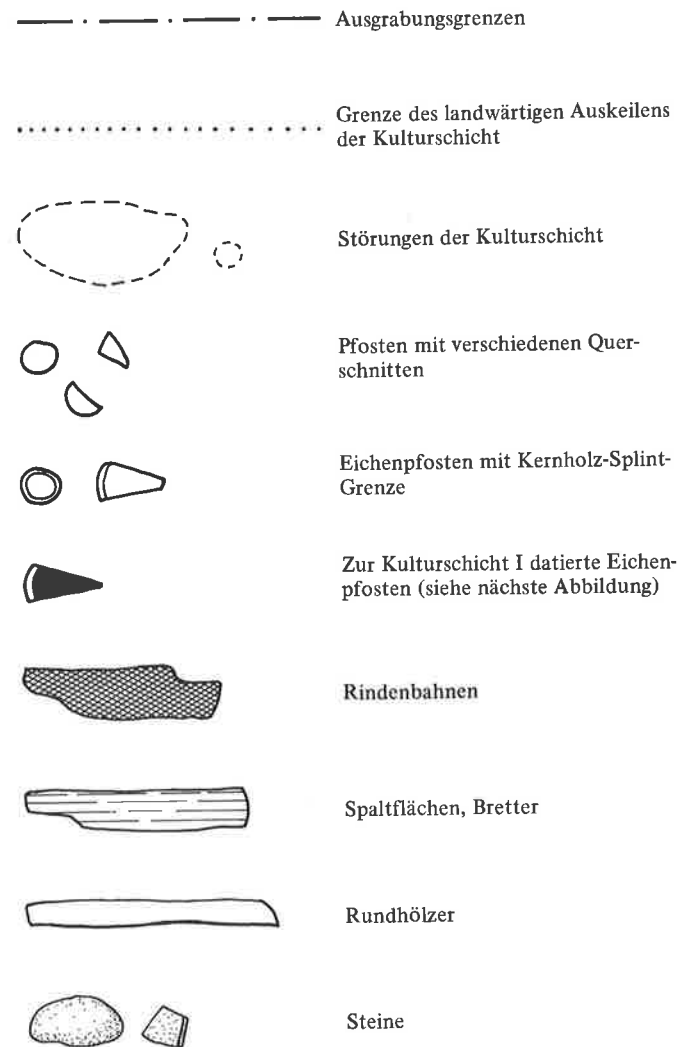 Ausgrabungsgrenzen
Grenze des landwärtigen Auskeilens
der Kulturschicht
Störungen der Kulturschicht
Pfosten mit verschiedenen Quer-
schnitten
Eichenpfosten mit Kernholz-Splint-
Grenze
Zur Kulturschicht I datierte Eichen-
pfosten (siehe nächste Abbildung)
Rindenbahnen
Spaltflächen, Bretter
Rundhölzer
Steine